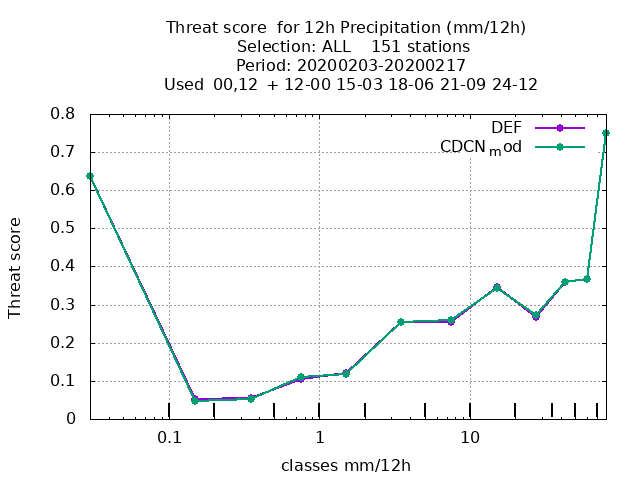 Threat score  for 12h Precipitation (mm/12h)
Selection: ALL    151 stations
Period: 20200203-20200217
Used  00,12  + 12-00 15-03 18-06 21-09 24-12
DEF
CDCN_mod
0.8
0.7
0.6
0.5
0.4
0.3
0.2
0.1
0
Threat score
0.1 1 10
classes mm/12h